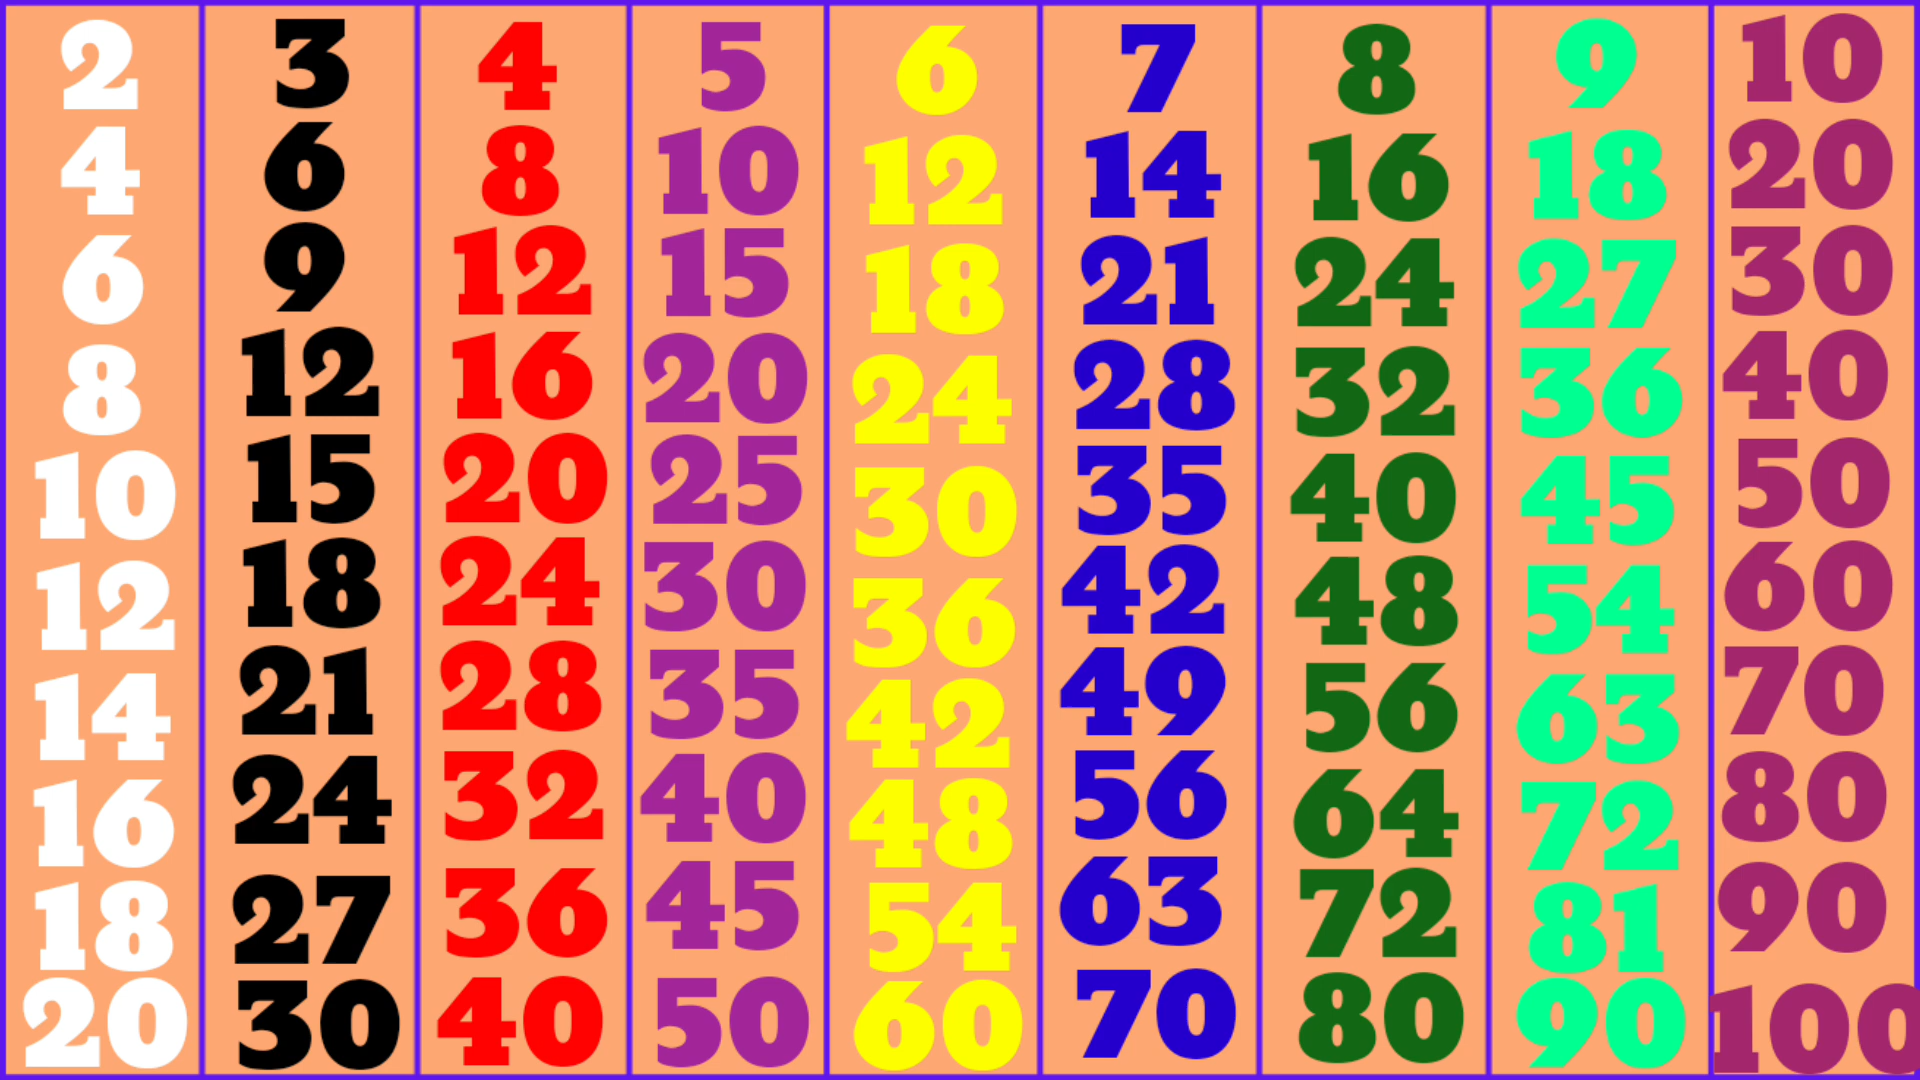 2 3 4 5 6 7 8 9 10
4 6 8 10 12 14 16 18 20
6 9 12 15 18 21 24 27 30
8 12 16 20 24 28 32 36 40
10 15 20 25 30 35 40 45 50
12 18 24 30 36 42 48 54 60
14 21 28 35 42 49 56 63 70
16 24 32 40 48 56 64 72 80
18 27 36 45 54 63 72 81 90
20 30 40 50 60 70 80 90 100